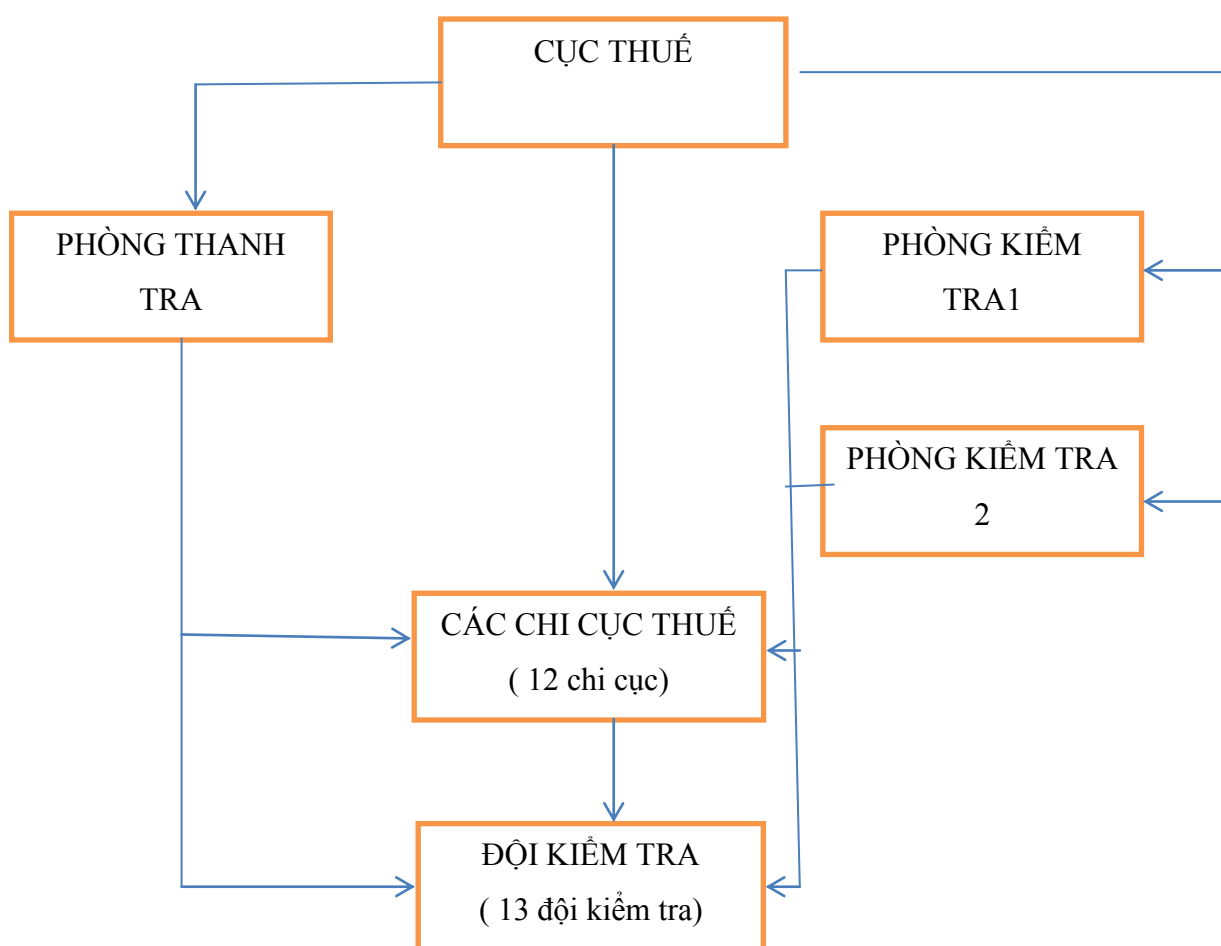 CỤC THUẾ
PHÒNG THANH
TRA
PHÒNG KIỂM
TRA1
PHÒNG KIỂM TRA
2
CÁC CHI CỤC THUẾ
( 12 chi cục)
ĐỘI KIỂM TRA
( 13 đội kiểm tra)